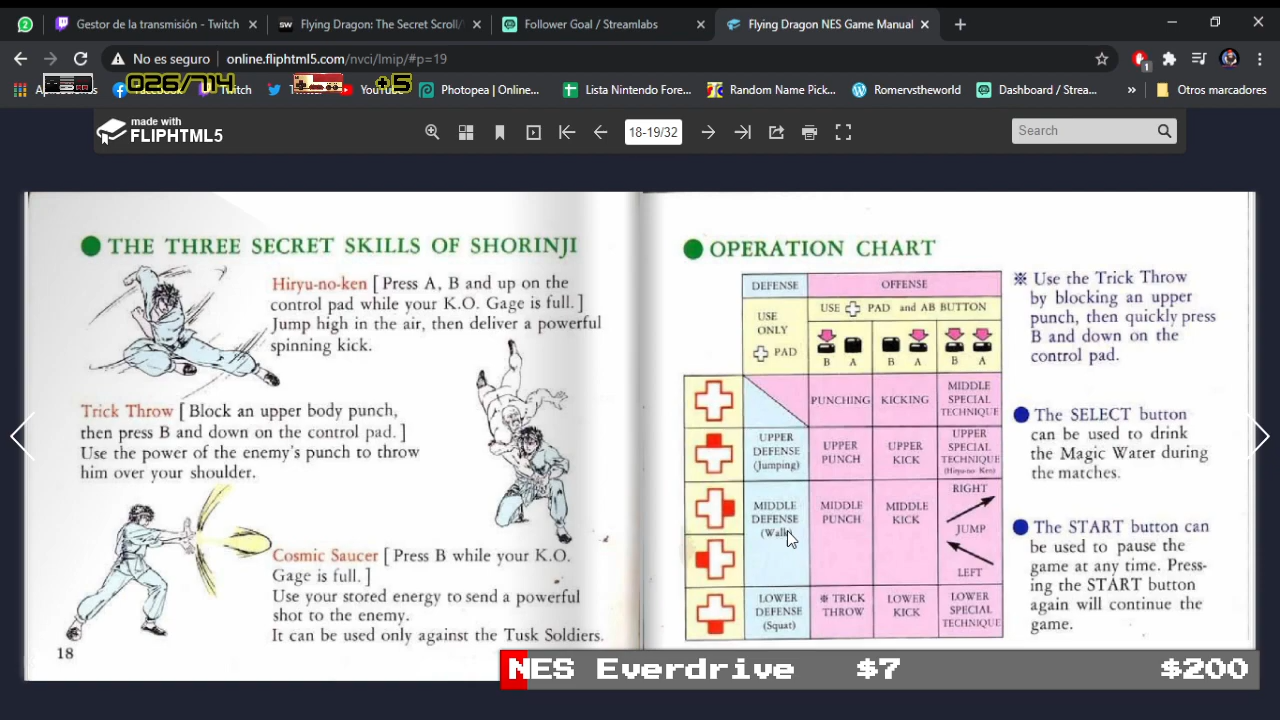 Gestor de la transmisión - Twitch
Flying Dragon: The Secret Scroll/
Follower Goal / Streamlabs
Flying Dragon NES Game Manual
No es seguro
online.fliphtml5.com/nvci/lmip/#p=19
1
026/714
+5
Twitch
YouTube
Photopea | Online...
Lista Nintendo Fore...
Random Name Pick...
Romervstheworld
Dashboard / Strea...
»
Otros marcadores
made with
FLIPHTML5
18-19/32
Search
THE THREE SECRET SKILLS OF SHORINJI
Hiryu-no-ken [ Press A, B and up on the
control pad while your K.O. Gage is full. ]
Jump high in the air, then deliver a powerful
spinning kick.
Trick Throw [ Block an upper body punch,
then press B and down on the control pad. ]
Use the power of the enemy's punch to throw
him over your shoulder.
Cosmic Saucer [ Press B while your K.O.
Gage is full. ]
Use your stored energy to send a powerful
shot to the enemy.
It can be used only against the Tusk Soldiers.
18
OPERATION CHART
DEFENSE
OFFENSE
USE
ONLY
PAD
USE PAD and AB BUTTON
B A
B A
B A
PUNCHING
KICKING
MIDDLE
SPECIAL
TECHNIQUE
UPPER
DEFENSE
(Jumping)
UPPER
PUNCH
UPPER
KICK
UPPER
SPECIAL
TECHNIQUE
(Hiryu-no- Ken)
MIDDLE
DEFENSE
(Walk)
MIDDLE
PUNCH
MIDDLE
KICK
RIGHT
JUMP
LEFT
LOWER
DEFENSE
(Squat)
※ TRICK
THROW
LOWER
KICK
LOWER
SPECIAL
TECHNIQUE
※ Use the Trick Throw
by blocking an upper
punch, then quickly press
B and down on the
control pad.
The SELECT button
can be used to drink
the Magic Water during
the matches.
The START button can
be used to pause the
game at any time. Press-
ing the START button
again will continue the
game.
NES Everdrive $7 $200